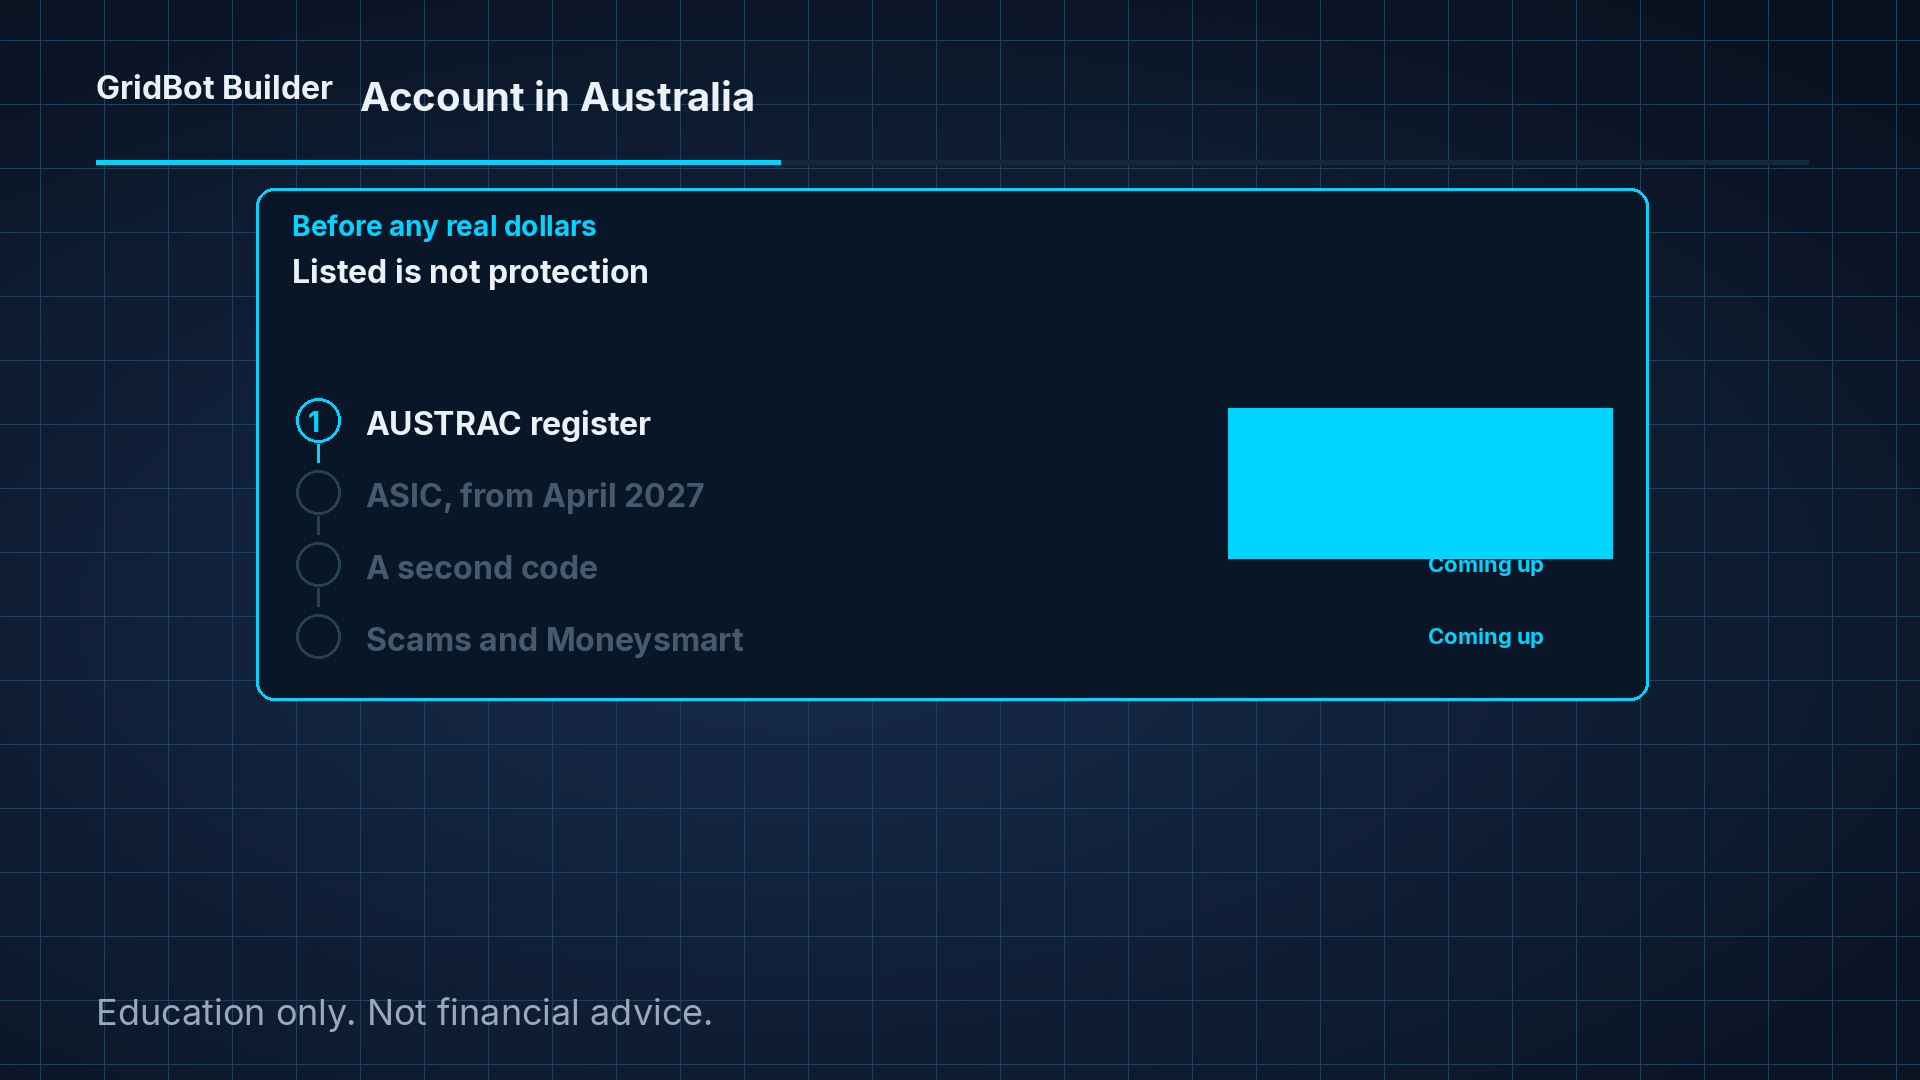 GridBot Builder
Account in Australia
Before any real dollars
Listed is not protection
1 AUSTRAC register
ASIC, from April 2027
A second code
Coming up
Scams and Moneysmart
Coming up
Education only. Not financial advice.